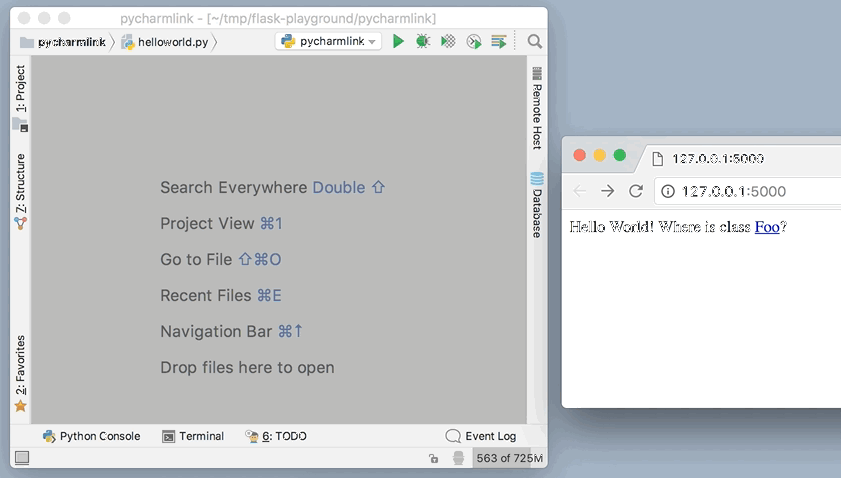 pycharmlink - [~/tmp/flask-playground/pycharmlink]
pycharmlink helloworld.py pycharmlink
1: Project
Z: Structure
2: Favorites
Search Everywhere Double ⇧
Project View ⌘1
Go to File ⇧⌘O
Recent Files ⌘E
Navigation Bar ⌘↑
Drop files here to open
Remote Host
Database
Python Console Terminal 6: TODO Event Log
563 of 725M
127.0.0.1:5000
127.0.0.1:5000
Hello World! Where is class Foo?